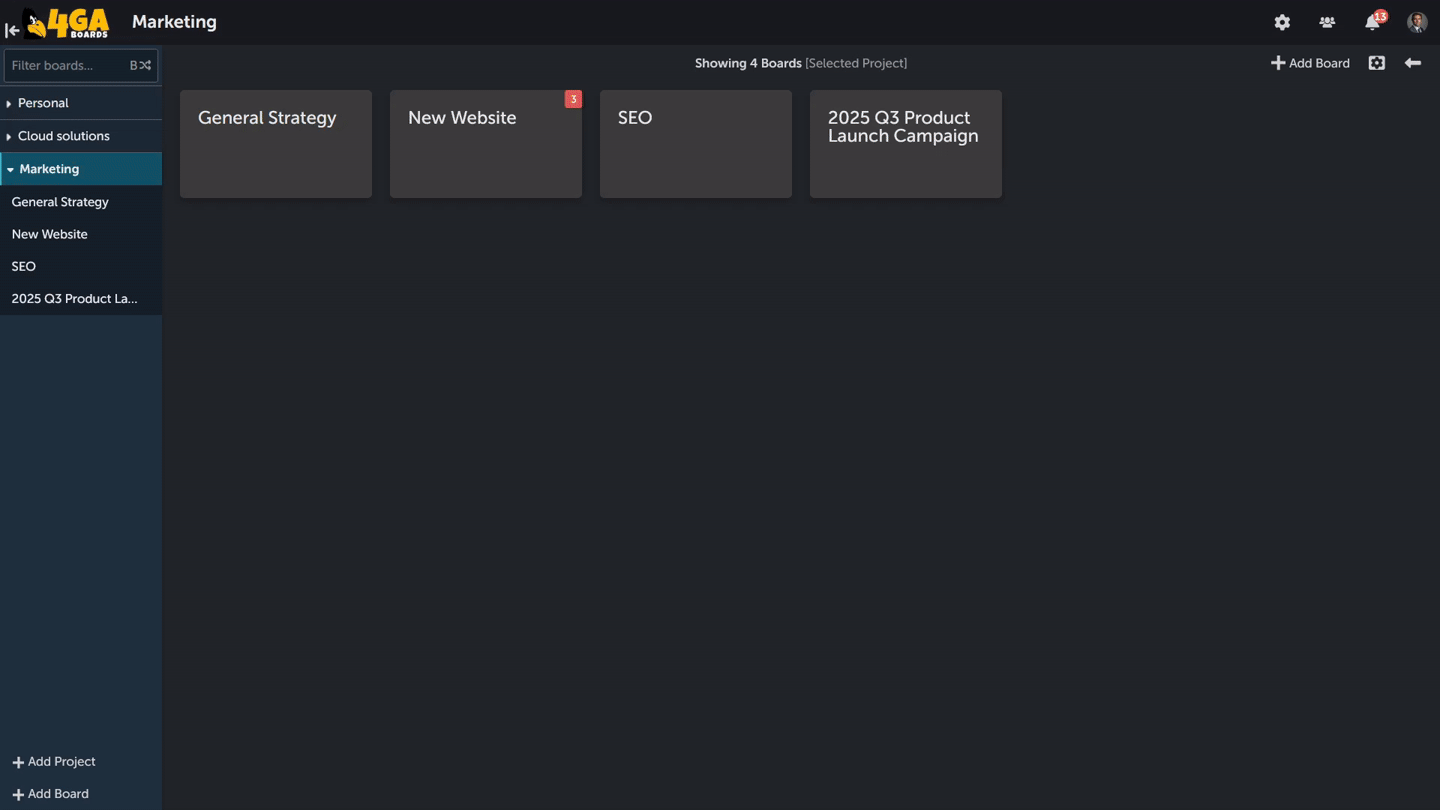 4GA
BOARDS
Marketing
13
Filter boards...
B
Showing 4 Boards [Selected Project]
Add Board
Personal
Cloud solutions
Marketing
General Strategy
New Website
SEO
2025 Q3 Product La...
General Strategy
3
New Website
SEO
2025 Q3 Product
Launch Campaign
Add Project
Add Board